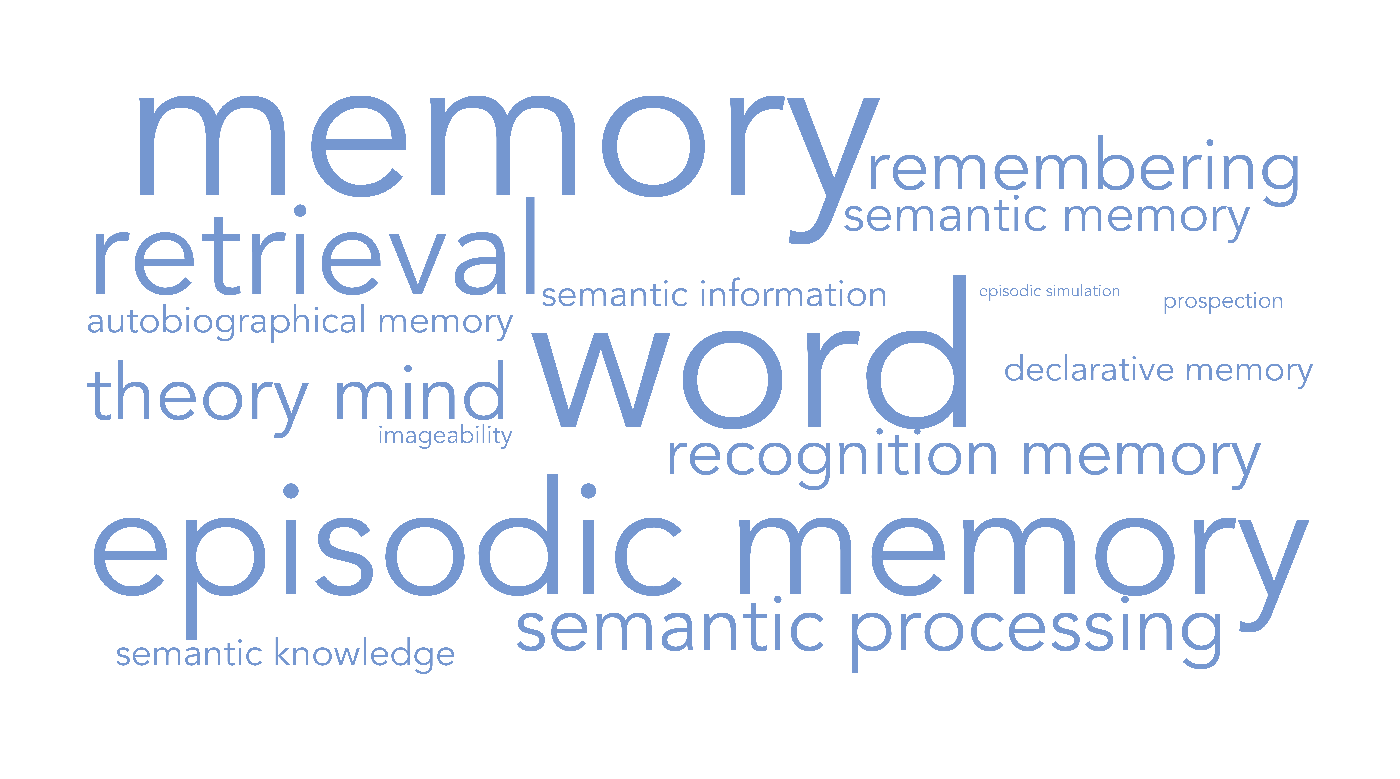 memory
remembering
semantic memory
retrieval
semantic information
episodic simulation
prospection
autobiographical memory
word
declarative memory
theory mind
imageability
recognition memory
episodic memory
semantic processing
semantic knowledge